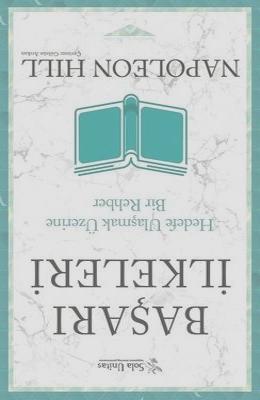 Sola Unitas
BAŞARI
İLKELERİ
Hedefe Ulaşmak Üzerine
Bir Rehber
NAPOLEON HILL